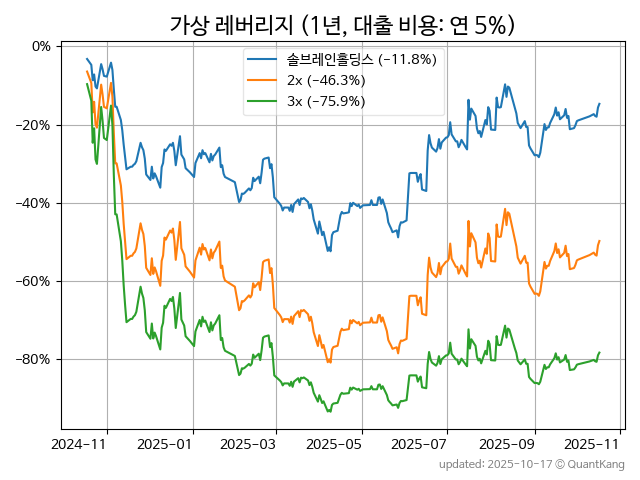 가상 레버리지 (1년, 대출 비용: 연 5%)
솔브레인홀딩스 (−11.8%)
2x (−46.3%)
3x (−75.9%)
0%
−20%
−40%
−60%
−80%
2024-11 2025-01 2025-03 2025-05 2025-07 2025-09 2025-11
updated: 2025-10-17 © QuantKang